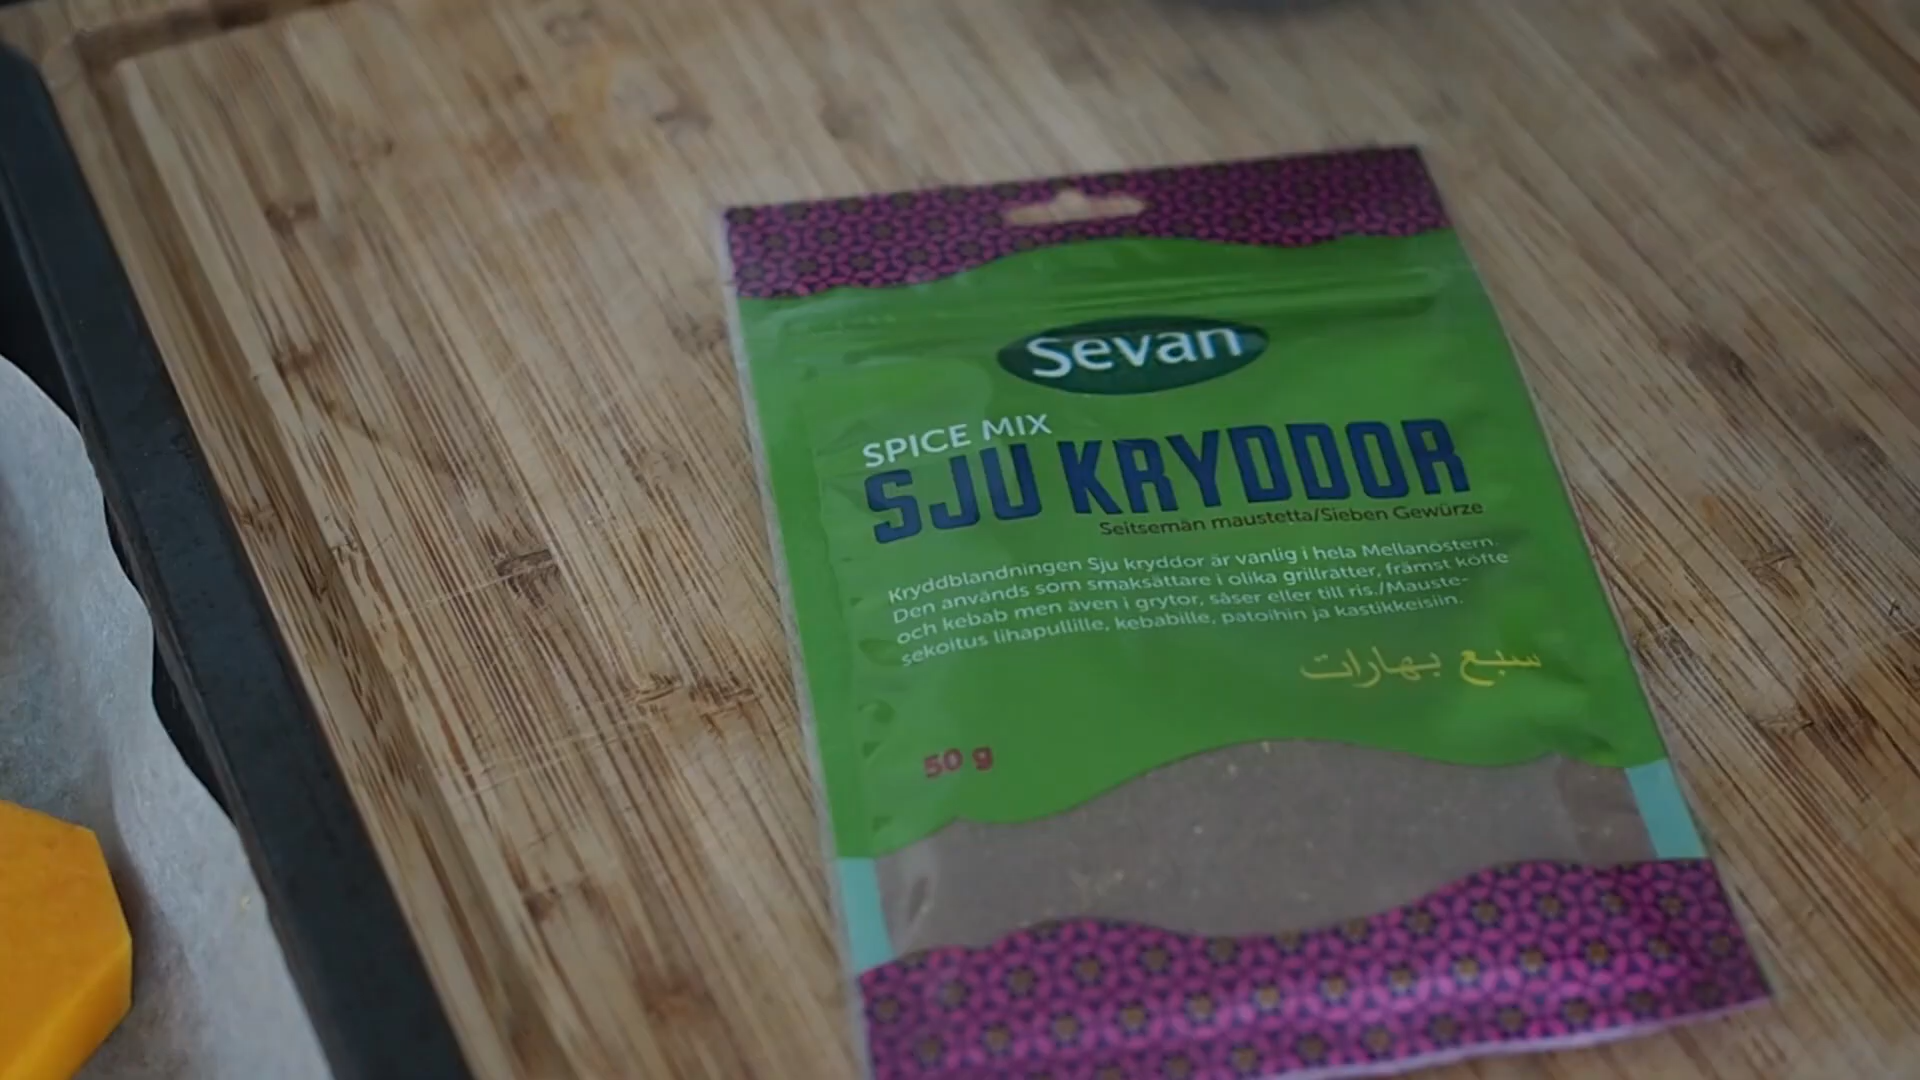 Sevan
SPICE MIX
SJU KRYDDOR
Seitsemän maustetta/Sieben Gewürze
Kryddblandningen Sju kryddor är vanlig i hela Mellanöstern.
Den används som smaksättare i olika grillrätter, främst köfte
och kebab men även i grytor, såser eller till ris./Mauste-
sekoitus lihapullille, kebabille, patoihin ja kastikkeisiin.
سبع بهارات
50 g